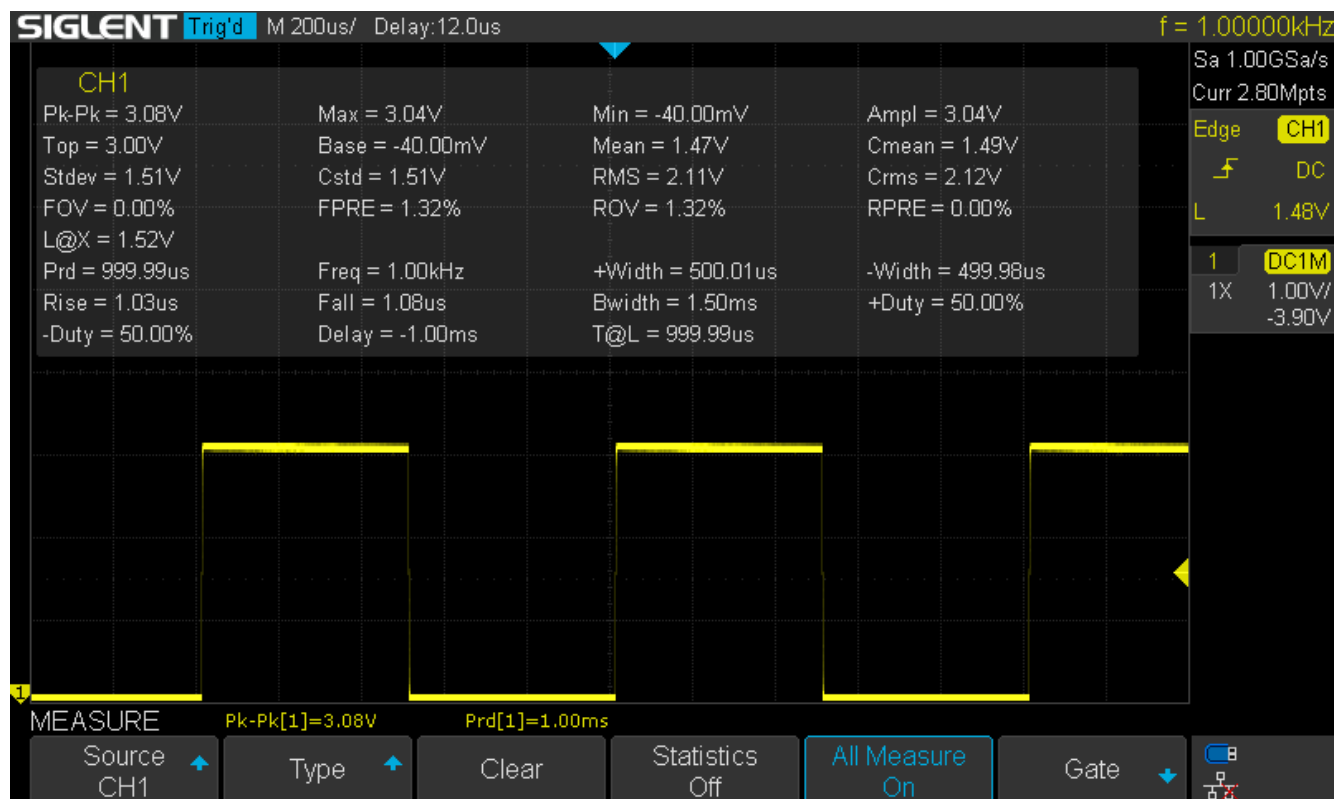 SIGLENT Trig'd M 200us/ Delay:12.0us f = 1.00000kHz
Sa 1.00GSa/s
Curr 2.80Mpts
CH1
Pk-Pk = 3.08V Max = 3.04V Min = -40.00mV Ampl = 3.04V
Top = 3.00V Base = -40.00mV Mean = 1.47V Cmean = 1.49V
Stdev = 1.51V Cstd = 1.51V RMS = 2.11V Crms = 2.12V
FOV = 0.00% FPRE = 1.32% ROV = 1.32% RPRE = 0.00%
L@X = 1.52V
Prd = 999.99us Freq = 1.00kHz +Width = 500.01us -Width = 499.98us
Rise = 1.03us Fall = 1.08us Bwidth = 1.50ms +Duty = 50.00%
-Duty = 50.00% Delay = -1.00ms T@L = 999.99us
Edge CH1
DC
L 1.48V
1 DC1M
1X 1.00V/
-3.90V
1
MEASURE Pk-Pk[1]=3.08V Prd[1]=1.00ms
Source CH1
Type
Clear
Statistics Off
All Measure On
Gate